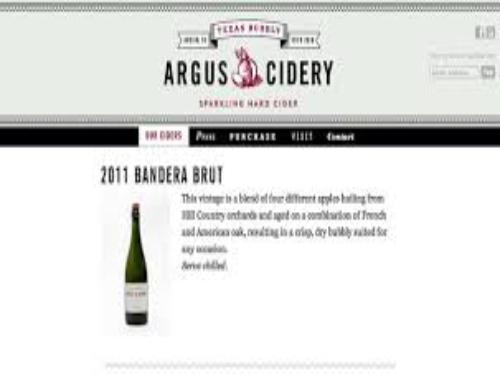 TEXAS BUBBLY
AUSTIN, TX
ARGUS CIDERY
SPARKLING HARD CIDER
OUR CIDERS Press PURCHASE VISIT Contact
2011 BANDERA BRUT
This vintage is a blend of four different apples hailing from
Hill Country orchards and aged on a combination of French
and American oak, resulting in a crisp, dry bubbly suited for
any occasion.
Serve chilled.